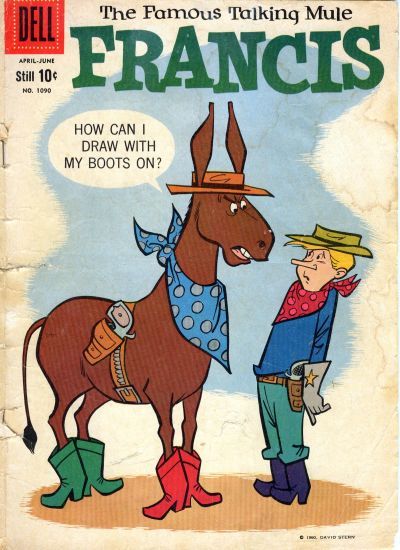 DELL
APRIL-JUNE
Still 10¢
NO. 1090
The Famous Talking Mule
FRANCIS
HOW CAN I
DRAW WITH
MY BOOTS ON?
© 1960, DAVID STERN